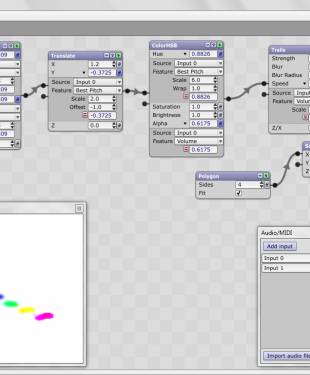 Translate
X 1.2
Y -0.3725
Source Input 0
Feature Best Pitch
Scale 2.0
Offset -1.0
-0.3725
Z 0.0
ColorHSB
Hue 0.8826
Source Input 0
Feature Best Pitch
Scale 6.0
Wrap 1.0
0.8826
Saturation 1.0
Brightness 1.0
Alpha 0.6175
Source Input 0
Feature Volume
0.6175
Trails
Strength
Blur
Blur Radius
Speed
Source Input
Feature Volu
Scale
Z/X
Polygon
Sides 4
Fit
X
Y
Z
09
09
09
Audio/MIDI
Add input
Input 0
Input 1
Import audio file